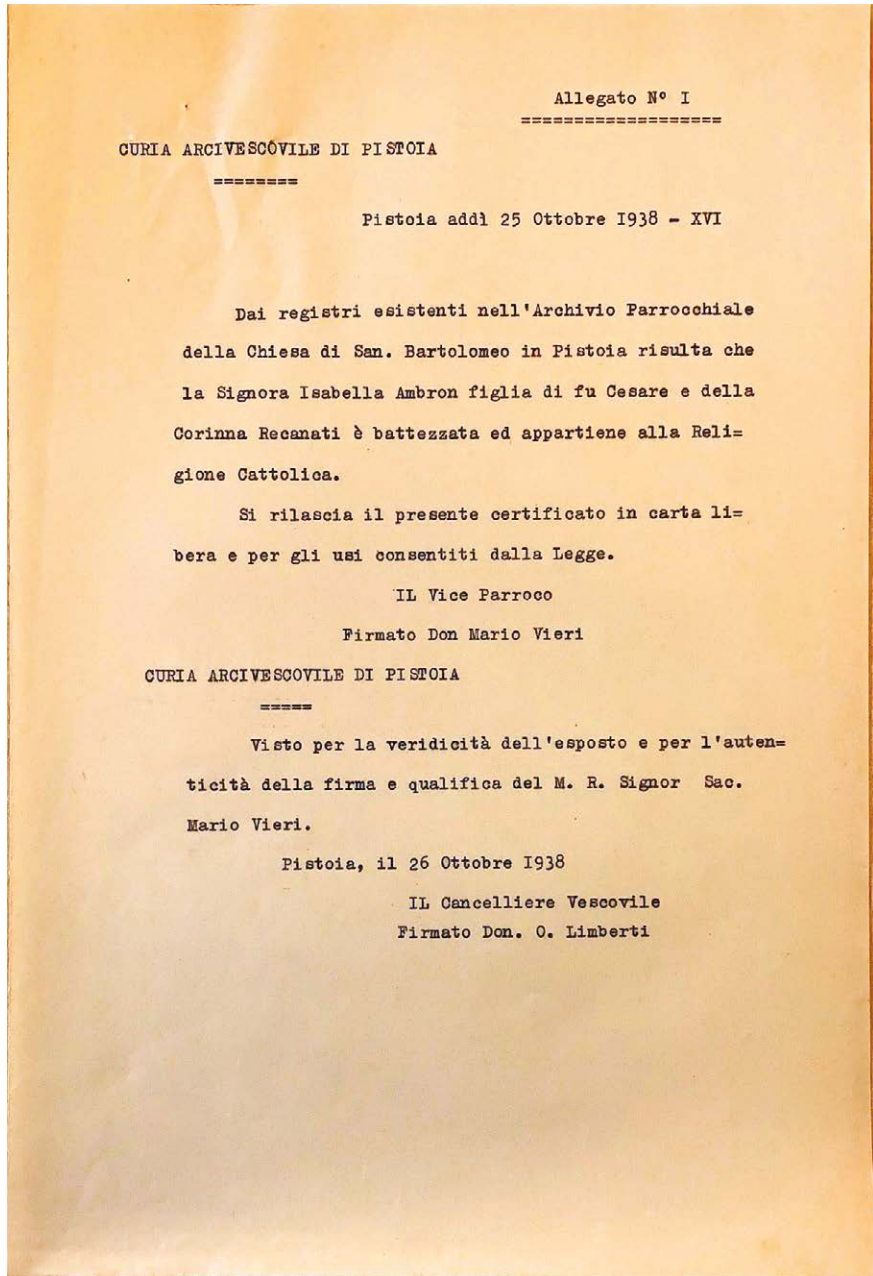 Allegato Nº I
===================
CURIA ARCIVESCOVILE DI PISTOIA
========
Pistoia addì 25 Ottobre I938 - XVI
Dai registri esistenti nell'Archivio Parrocchiale
della Chiesa di San. Bartolomeo in Pistoia risulta che
la Signora Isabella Ambron figlia di fu Cesare e della
Corinna Recanati è battezzata ed appartiene alla Reli=
gione Cattolica.
Si rilascia il presente certificato in carta li=
bera e per gli usi consentiti dalla Legge.
IL Vice Parroco
Firmato Don Mario Vieri
CURIA ARCIVESCOVILE DI PISTOIA
=====
Visto per la veridicità dell'esposto e per l'auten=
ticità della firma e qualifica del M. R. Signor Sac.
Mario Vieri.
Pistoia, il 26 Ottobre I938
IL Cancelliere Vescovile
Firmato Don. O. Limberti